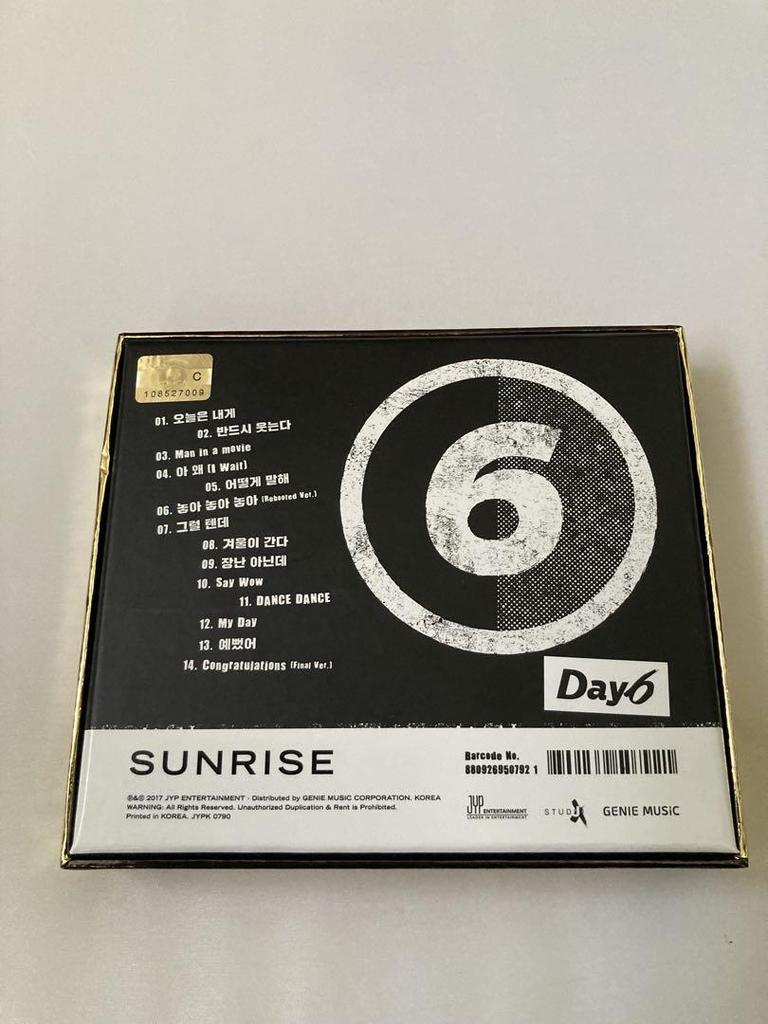 C
108527009
01. 오늘은 내게
02. 반드시 웃는다
03. Man in a movie
04. 아 왜 (I Wait)
05. 어떻게 말해
06. 놓아 놓아 놓아 (Rebooted Ver.)
07. 그럴 텐데
08. 겨울이 간다
09. 장난 아닌데
10. Say Wow
11. DANCE DANCE
12. My Day
13. 예뻤어
14. Congratulations (Final Ver.)
6
Day6
SUNRISE
Barcode No.
880926950792 1
℗&© 2017 JYP ENTERTAINMENT · Distributed by GENIE MUSIC CORPORATION. KOREA
WARNING: All Rights Reserved. Unauthorized Duplication & Rent is Prohibited.
Printed in KOREA. JYPK 0790
JYP ENTERTAINMENT
LEADER IN ENTERTAINMENT
STUDIO J
GENIE MUSIC